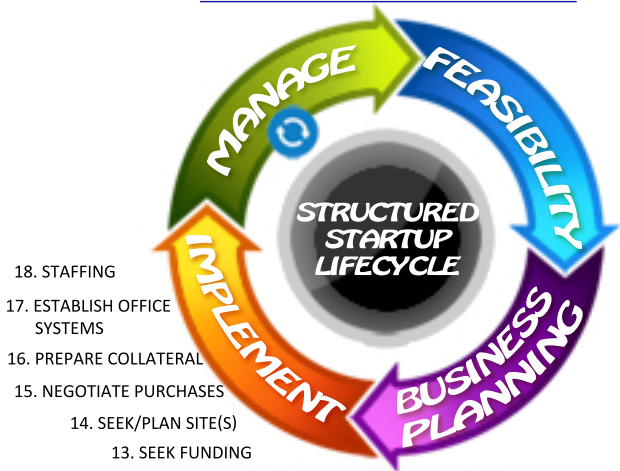 MANAGE
FEASIBILITY
STRUCTURED
STARTUP
LIFECYCLE
IMPLEMENT
BUSINESS
PLANNING
18. STAFFING
17. ESTABLISH OFFICE
SYSTEMS
16. PREPARE COLLATERAL
15. NEGOTIATE PURCHASES
14. SEEK/PLAN SITE(S)
13. SEEK FUNDING